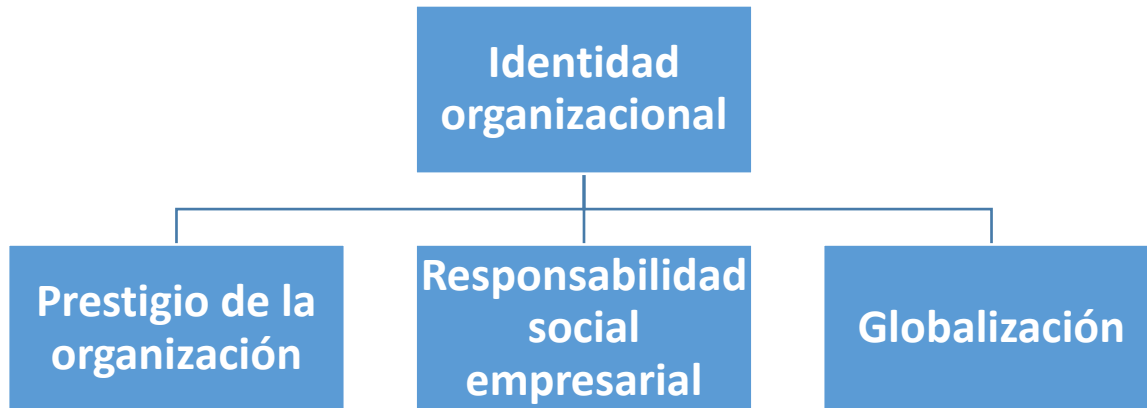 Identidad
organizacional
Prestigio de la
organización
Responsabilidad
social
empresarial
Globalización